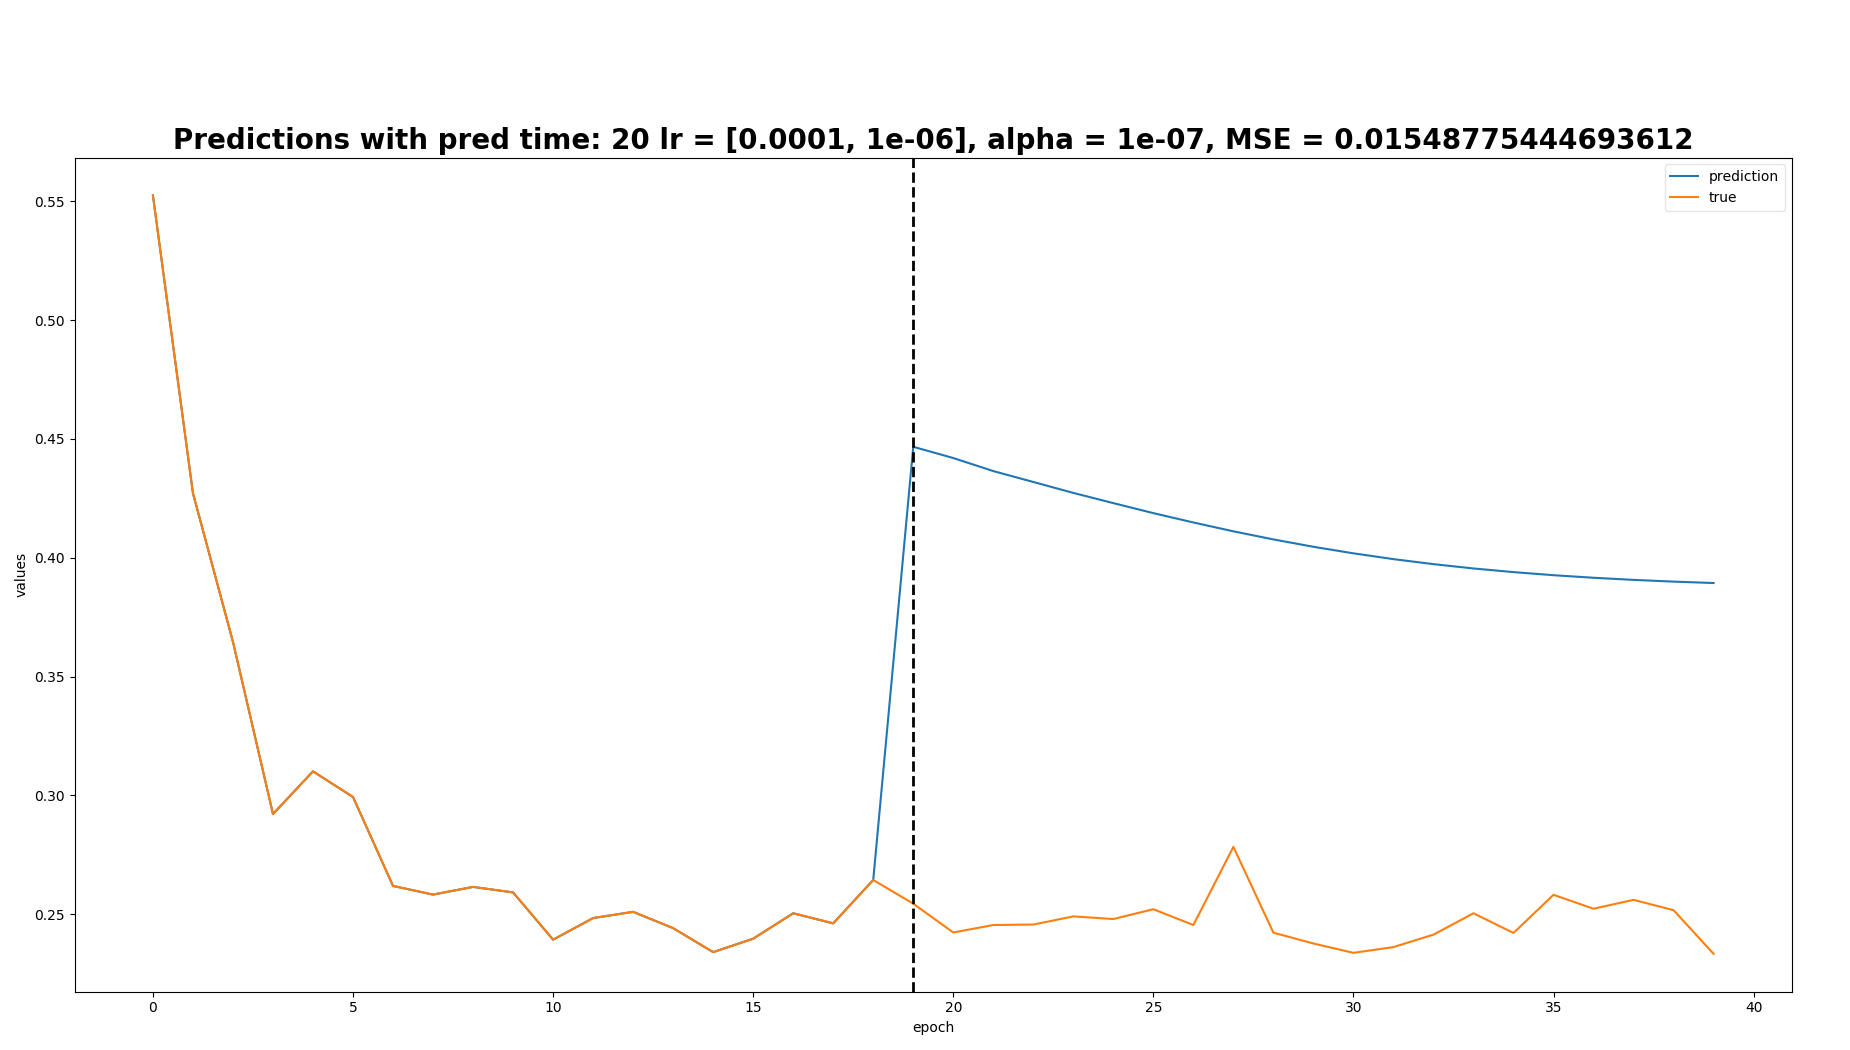 Predictions with pred time: 20 lr = [0.0001, 1e-06], alpha = 1e-07, MSE = 0.01548775444693612
prediction
true
0.55
0.50
0.45
0.40
0.35
0.30
0.25
values
0 5 10 15 20 25 30 35 40
epoch